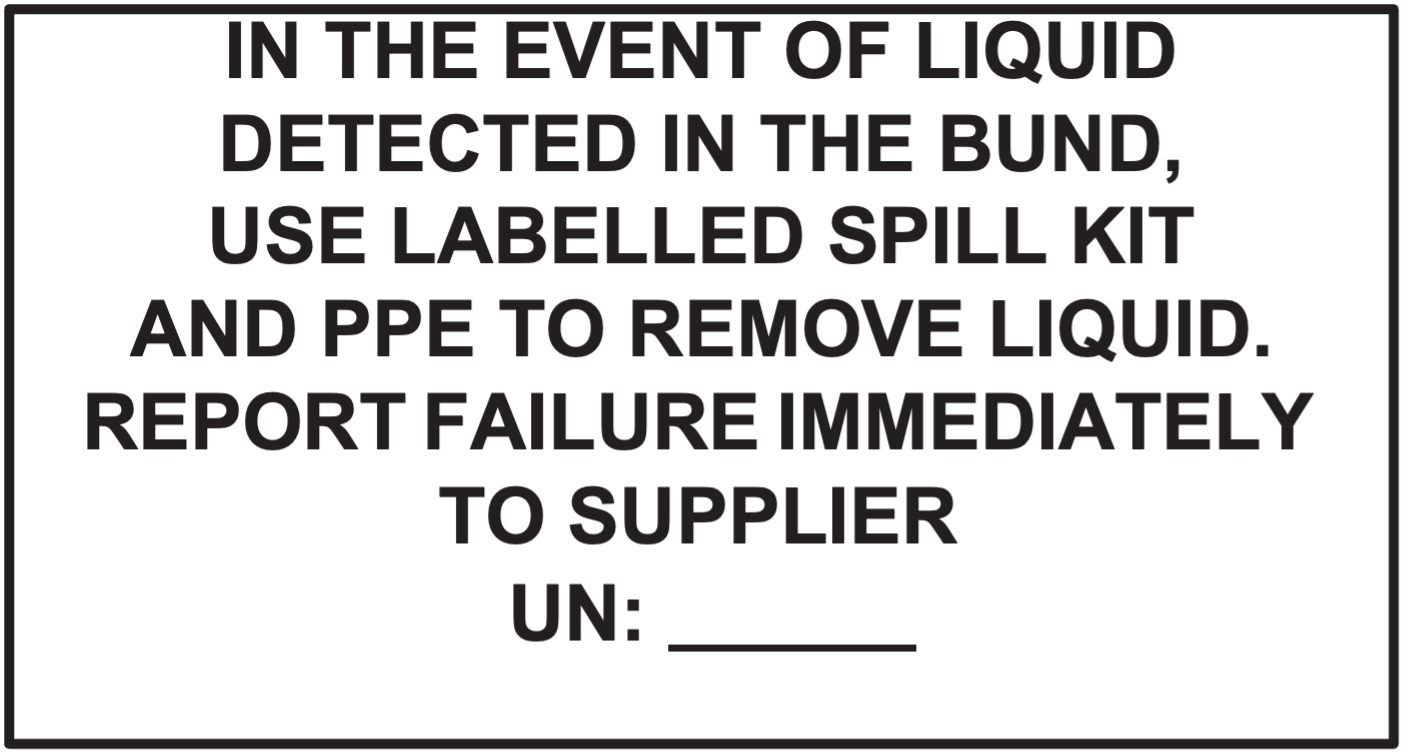 IN THE EVENT OF LIQUID
DETECTED IN THE BUND,
USE LABELLED SPILL KIT
AND PPE TO REMOVE LIQUID.
REPORT FAILURE IMMEDIATELY
TO SUPPLIER
UN: _______